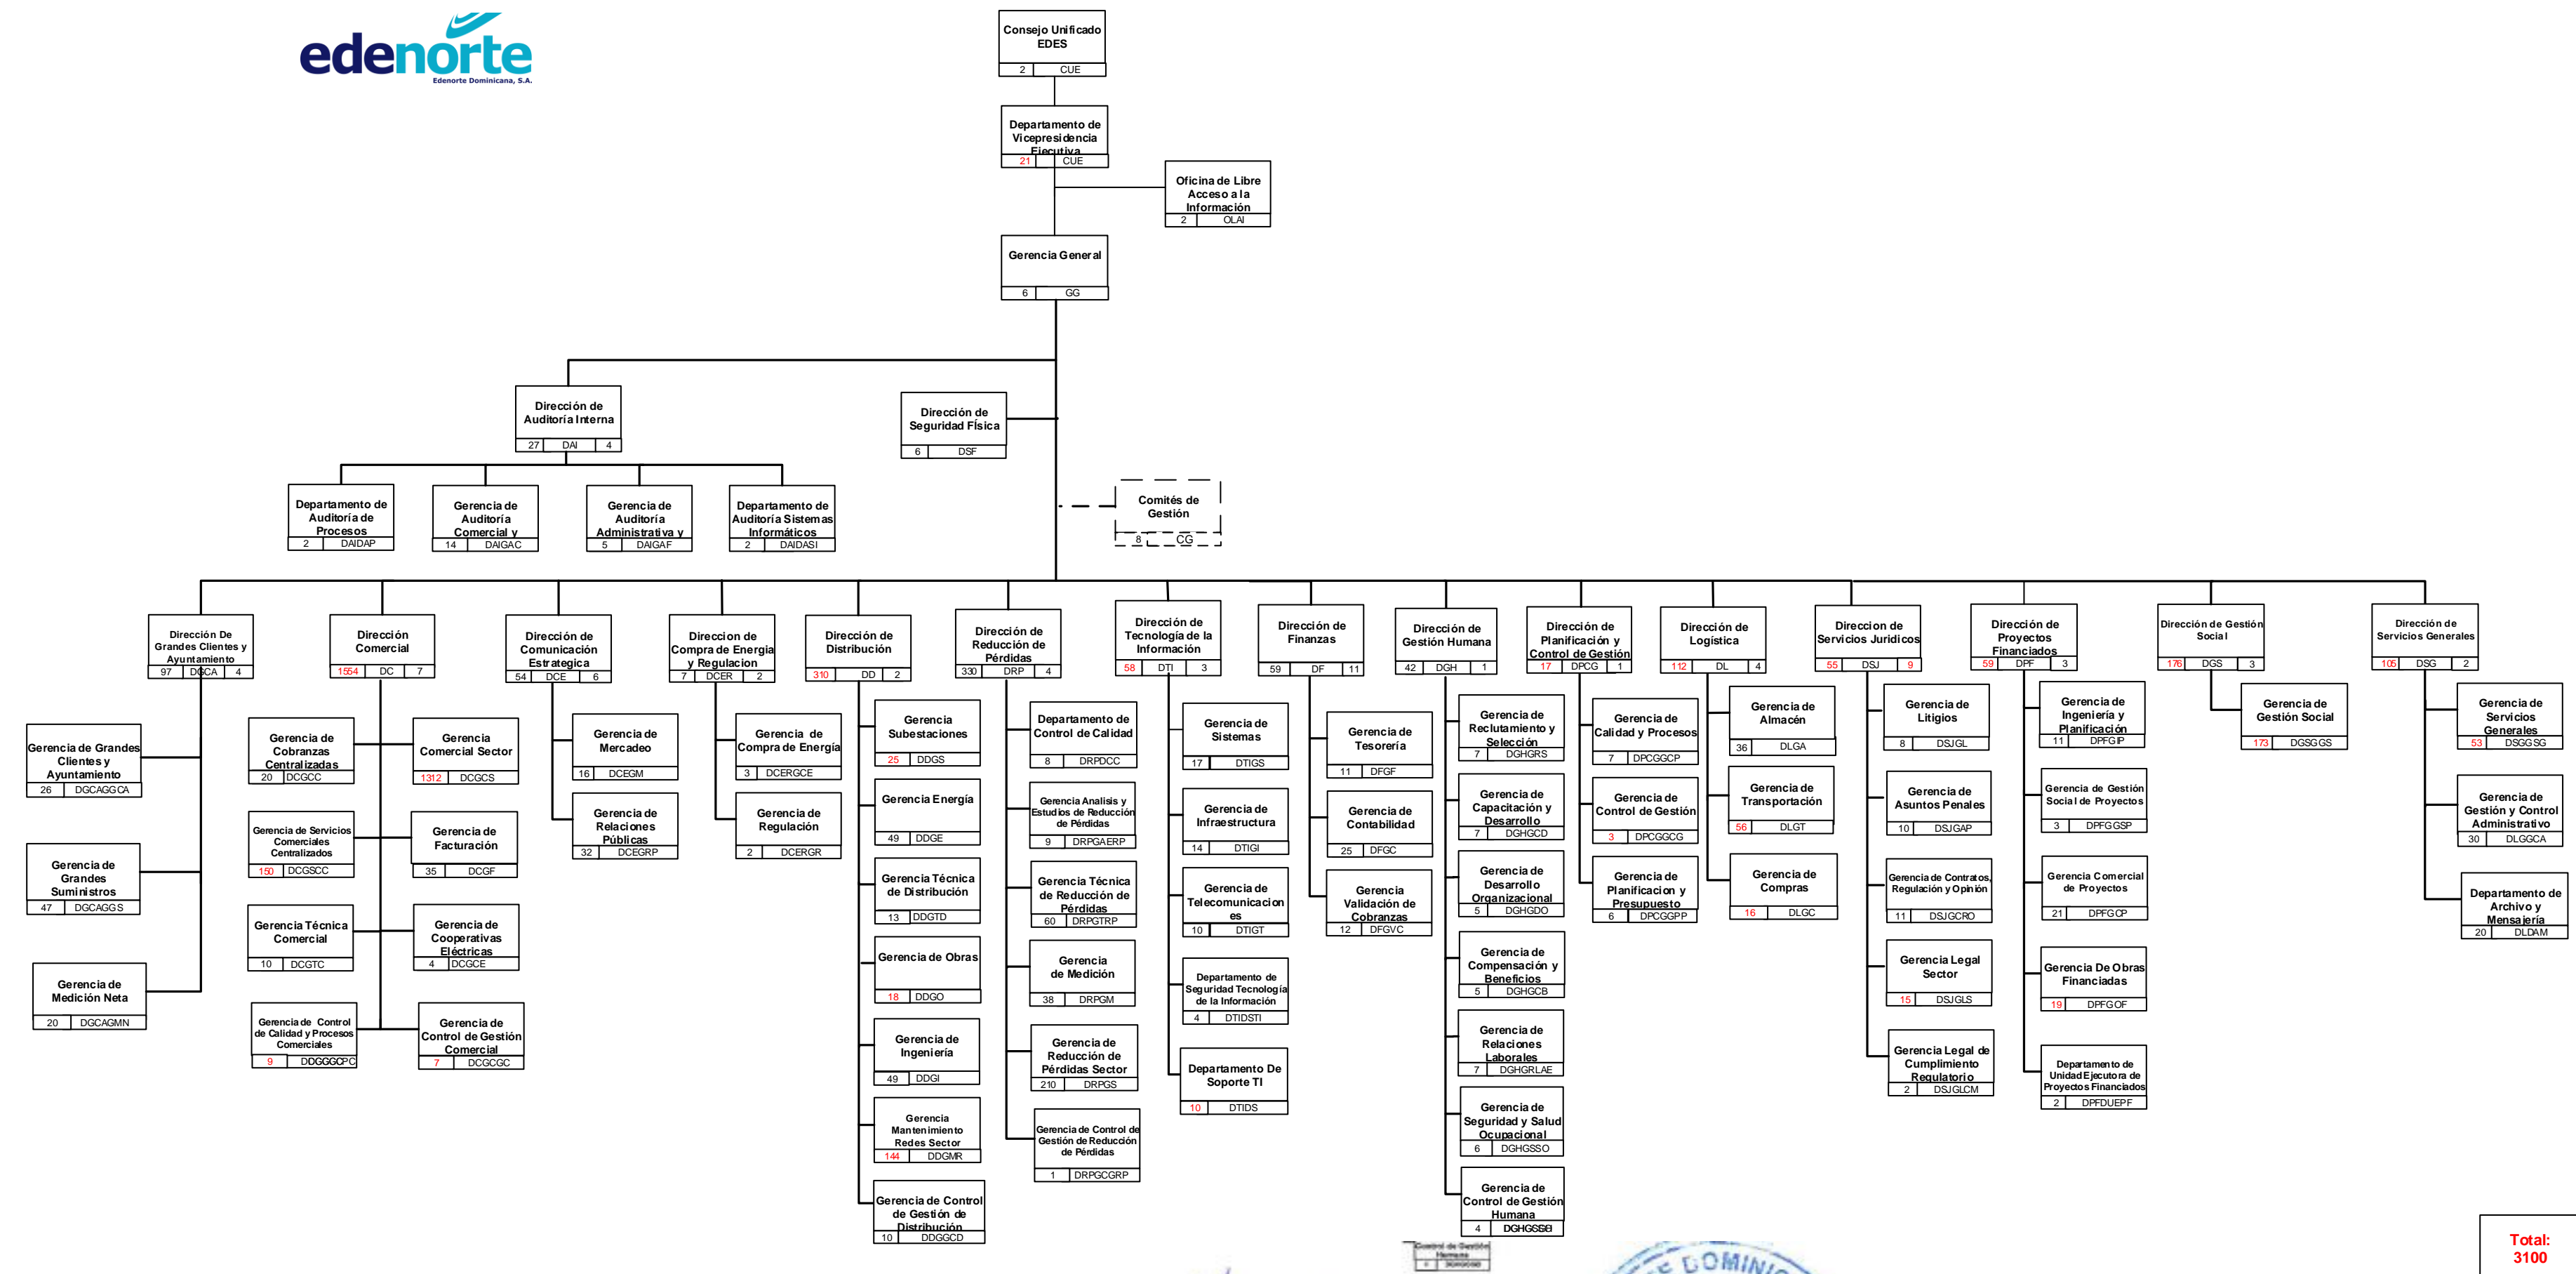 edenorte
Edenorte Dominicana, S.A.
Consejo Unificado
EDES
2 CUE
Departamento de
Vicepresidencia
Ejecutiva
21 CUE
Oficina de Libre
Acceso a la
Información
2 OLAI
Gerencia General
6 GG
Dirección de
Auditoría Interna
27 DAI 4
Dirección de
Seguridad FÍsica
6 DSF
Departamento de
Auditoría de
Procesos
2 DAIDAP
Gerencia de
Auditoría
Comercial y
14 DAIGAC
Gerencia de
Auditoría
Administrativa y
5 DAIGAF
Departamento de
Auditoría Sistemas
Informáticos
2 DAIDASI
Comités de
Gestión
8 CG
Dirección De
Grandes Clientes y
Ayuntamiento
97 DGCA 4
Gerencia de Grandes
Clientes y
Ayuntamiento
26 DGCAGGCA
Gerencia de
Grandes
Suministros
47 DGCAGGS
Gerencia de
Medición Neta
20 DGCAGMN
Dirección
Comercial
1554 DC 7
Gerencia de
Cobranzas
Centralizadas
20 DCGCC
Gerencia
Comercial Sector
1312 DCGCS
Gerencia de Servicios
Comerciales
Centralizados
150 DCGSCC
Gerencia de
Facturación
35 DCGF
Gerencia Técnica
Comercial
10 DCGTC
Gerencia de
Cooperativas
Eléctricas
4 DCGCE
Gerencia de Control
de Calidad y Procesos
Comerciales
9
Gerencia de
Control de Gestión
Comercial
7 DCGCGC
Dirección de
Comunicación
Estrategica
54 DCE 6
Gerencia de
Mercadeo
16 DCEGM
Gerencia de
Relaciones
Públicas
32 DCEGRP
Direccion de
Compra de Energia
y Regulacion
7 DCER 2
Gerencia de
Compra de Energía
3 DCERGCE
Gerencia de
Regulación
2 DCERGR
Dirección de
Distribución
310 DD 2
Gerencia
Subestaciones
25 DDGS
Gerencia Energía
49 DDGE
Gerencia Técnica
de Distribución
13 DDGTD
Gerencia de Obras
18 DDGO
Gerencia de
Ingeniería
49 DDGI
Gerencia
Mantenimiento
Redes Sector
144 DDGMR
Gerencia de Control
de Gestión de
Distribución
10 DDGGCD
Dirección de
Reducción de
Pérdidas
330 DRP 4
Departamento de
Control de Calidad
8 DRPDCC
Gerencia Analisis y
Estudios de Reducción
de Pérdidas
9 DRPGAERP
Gerencia Técnica
de Reducción de
Pérdidas
60 DRPGTRP
Gerencia
de Medición
38 DRPGM
Gerencia de
Reducción de
Pérdidas Sector
210 DRPGS
Gerencia de Control de
Gestión de Reducción
de Pérdidas
1 DRPGCGRP
Dirección de
Tecnología de la
Información
58 DTI 3
Gerencia de
Sistemas
17 DTIGS
Gerencia de
Infraestructura
14 DTIGI
Gerencia de
Telecomunicacion
es
10 DTIGT
Departamento de
Seguridad Tecnología
de la Información
4 DTIDSTI
Departamento De
Soporte TI
10 DTIDS
Dirección de
Finanzas
59 DF 11
Gerencia de
Tesorería
11 DFGF
Gerencia de
Contabilidad
25 DFGC
Gerencia
Validación de
Cobranzas
12 DFGVC
Dirección de
Gestión Humana
42 DGH 1
Gerencia de
Reclutamiento y
Selección
7 DGHGRS
Gerencia de
Capacitación y
Desarrollo
7 DGHGCD
Gerencia de
Desarrollo
Organizacional
5 DGHGDO
Gerencia de
Compensación y
Beneficios
5 DGHGCB
Gerencia de
Relaciones
Laborales
7 DGHGRLAE
Gerencia de
Seguridad y Salud
Ocupacional
6 DGHGSSO
Gerencia de
Control de Gestión
Humana
4
Dirección de
Planificación y
Control de Gestión
17 DPCG 1
Gerencia de
Calidad y Procesos
7 DPCGGCP
Gerencia de
Control de Gestión
3 DPCGGCG
Gerencia de
Planificacion y
Presupuesto
6 DPCGGPP
Dirección de
Logística
112 DL 4
Gerencia de
Almacén
36 DLGA
Gerencia de
Transportación
56 DLGT
Gerencia de
Compras
16 DLGC
Direccion de
Servicios Juridicos
55 DSJ 9
Gerencia de
Litigios
8 DSJGL
Gerencia de
Asuntos Penales
10 DSJGAP
Gerencia de Contratos,
Regulación y Opinión
11 DSJGCRO
Gerencia Legal
Sector
15 DSJGLS
Gerencia Legal de
Cumplimiento
Regulatorio
2 DSJGLCM
Dirección de
Proyectos
Financiados
59 DPF 3
Gerencia de
Ingeniería y
Planificación
11 DPFGIP
Gerencia de Gestión
Social de Proyectos
3 DPFGGSP
Gerencia Comercial
de Proyectos
21 DPFGCP
Gerencia De Obras
Financiadas
19 DPFGOF
Departamento de
Unidad Ejecutora de
Proyectos Financiados
2 DPFDUEPF
Dirección de Gestión
Social
176 DGS 3
Gerencia de
Gestión Social
173 DGSGGS
Dirección de
Servicios Generales
105 DSG 2
Gerencia de
Servicios
Generales
53 DSGGSG
Gerencia de
Gestión y Control
Administrativo
30 DLGGCA
Departamento de
Archivo y
Mensajería
20 DLDAM
Control de Gestión
Humana
Total:
3100